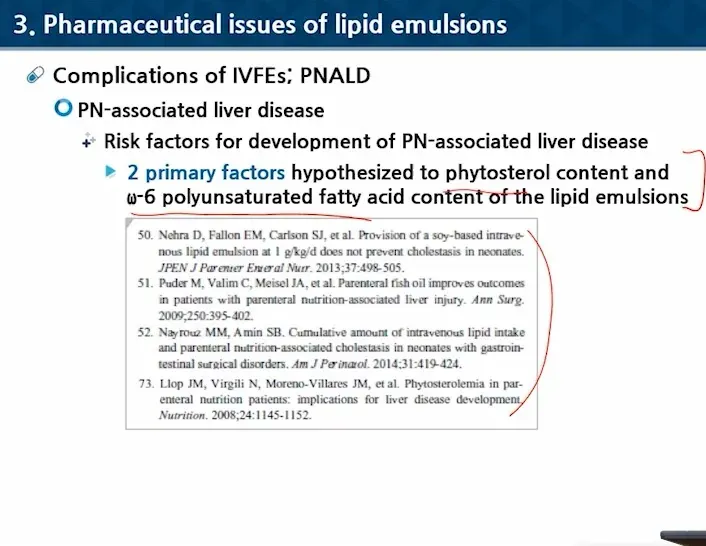 3. Pharmaceutical issues of lipid emulsions
Complications of IVFEs; PNALD
PN-associated liver disease
Risk factors for development of PN-associated liver disease
2 primary factors hypothesized to phytosterol content and
ω-6 polyunsaturated fatty acid content of the lipid emulsions
50. Nehra D, Fallon EM, Carlson SJ, et al. Provision of a soy-based intrave-
nous lipid emulsion at 1 g/kg/d does not prevent cholestasis in neonates.
JPEN J Parenter Enteral Nutr. 2013;37:498-505.
51. Puder M, Valim C, Meisel JA, et al. Parenteral fish oil improves outcomes
in patients with parenteral nutrition-associated liver injury. Ann Surg.
2009;250:395-402.
52. Nayrouz MM, Amin SB. Cumulative amount of intravenous lipid intake
and parenteral nutrition-associated cholestasis in neonates with gastroin-
testinal surgical disorders. Am J Perinatol. 2014;31:419-424.
73. Llop JM, Virgili N, Moreno-Villares JM, et al. Phytosterolemia in par-
enteral nutrition patients: implications for liver disease development.
Nutrition. 2008;24:1145-1152.